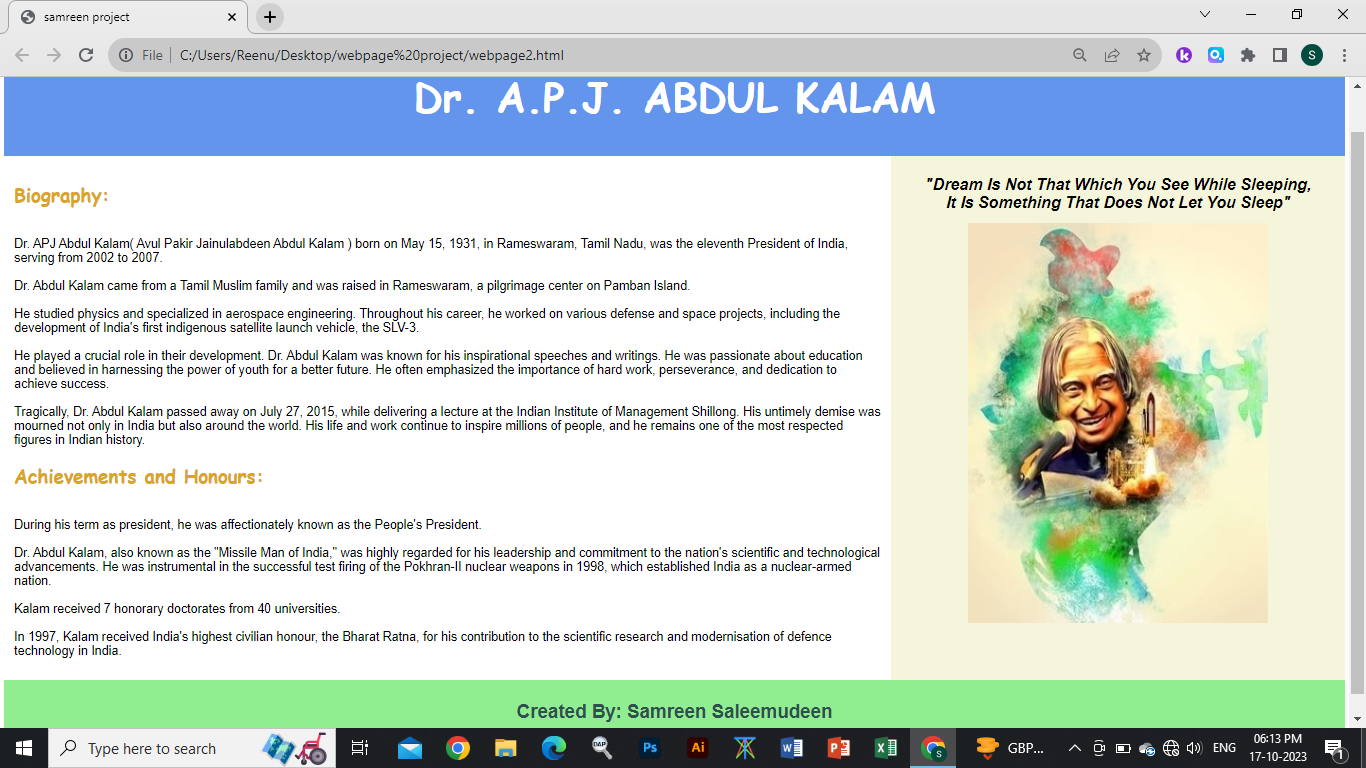 samreen project
File
C:/Users/Reenu/Desktop/webpage%20project/webpage2.html
S
Dr. A.P.J. ABDUL KALAM
Biography:
Dr. APJ Abdul Kalam( Avul Pakir Jainulabdeen Abdul Kalam ) born on May 15, 1931, in Rameswaram, Tamil Nadu, was the eleventh President of India,
serving from 2002 to 2007.
Dr. Abdul Kalam came from a Tamil Muslim family and was raised in Rameswaram, a pilgrimage center on Pamban Island.
He studied physics and specialized in aerospace engineering. Throughout his career, he worked on various defense and space projects, including the
development of India's first indigenous satellite launch vehicle, the SLV-3.
He played a crucial role in their development. Dr. Abdul Kalam was known for his inspirational speeches and writings. He was passionate about education
and believed in harnessing the power of youth for a better future. He often emphasized the importance of hard work, perseverance, and dedication to
achieve success.
Tragically, Dr. Abdul Kalam passed away on July 27, 2015, while delivering a lecture at the Indian Institute of Management Shillong. His untimely demise was
mourned not only in India but also around the world. His life and work continue to inspire millions of people, and he remains one of the most respected
figures in Indian history.
Achievements and Honours:
During his term as president, he was affectionately known as the People's President.
Dr. Abdul Kalam, also known as the "Missile Man of India," was highly regarded for his leadership and commitment to the nation's scientific and technological
advancements. He was instrumental in the successful test firing of the Pokhran-II nuclear weapons in 1998, which established India as a nuclear-armed
nation.
Kalam received 7 honorary doctorates from 40 universities.
In 1997, Kalam received India's highest civilian honour, the Bharat Ratna, for his contribution to the scientific research and modernisation of defence
technology in India.
"Dream Is Not That Which You See While Sleeping,
It Is Something That Does Not Let You Sleep"
Created By: Samreen Saleemudeen
Type here to search
DAP
Ps
Ai
S
GBP...
ENG
06:13 PM
17-10-2023
1